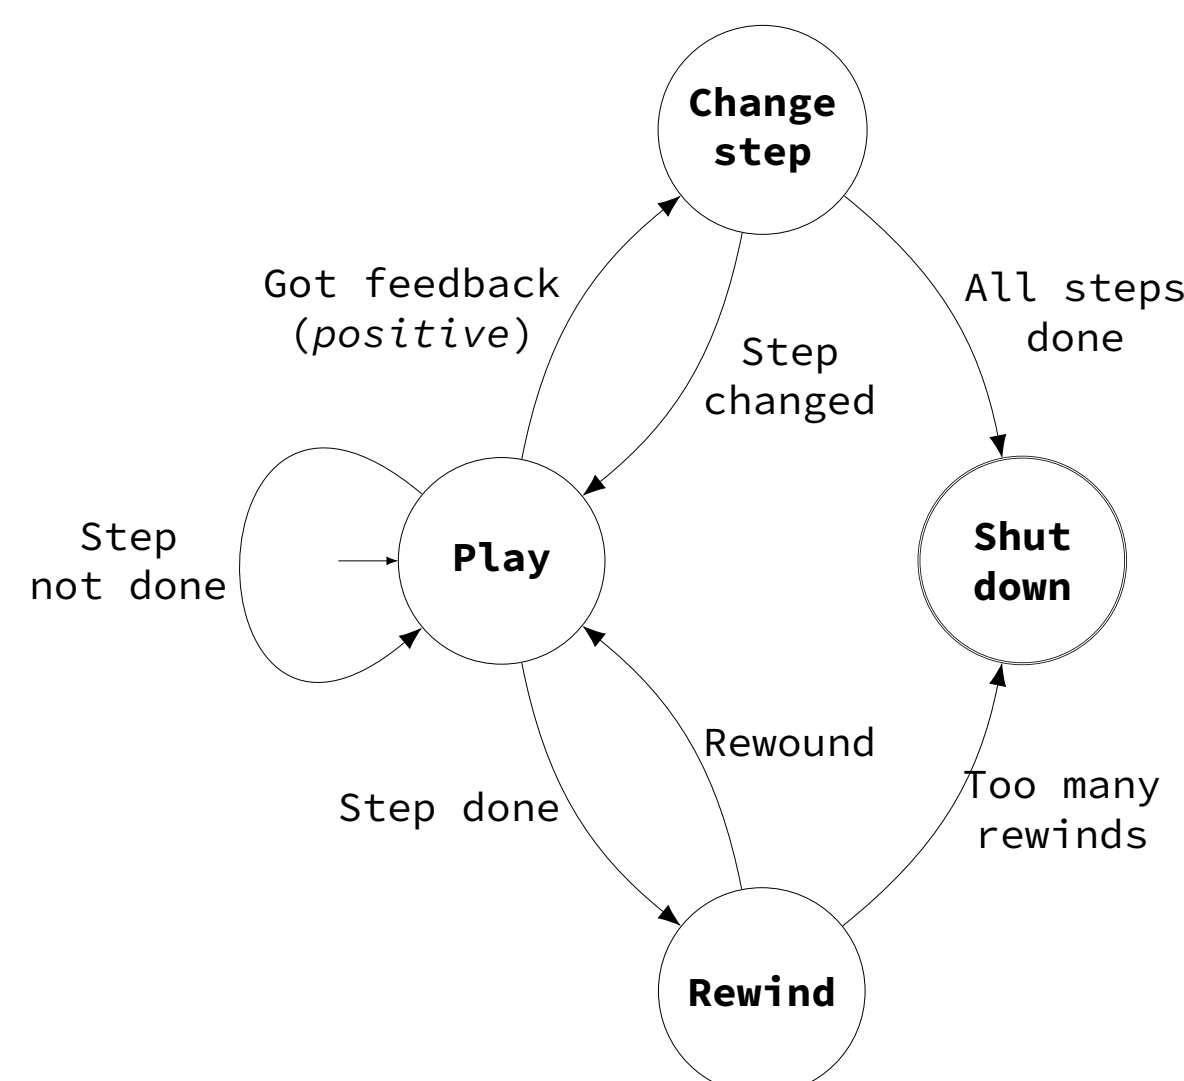 Change
step
Got feedback
(positive)
All steps
done
Step
changed
Step
not done
Play
Shut
down
Rewound
Step done
Too many
rewinds
Rewind